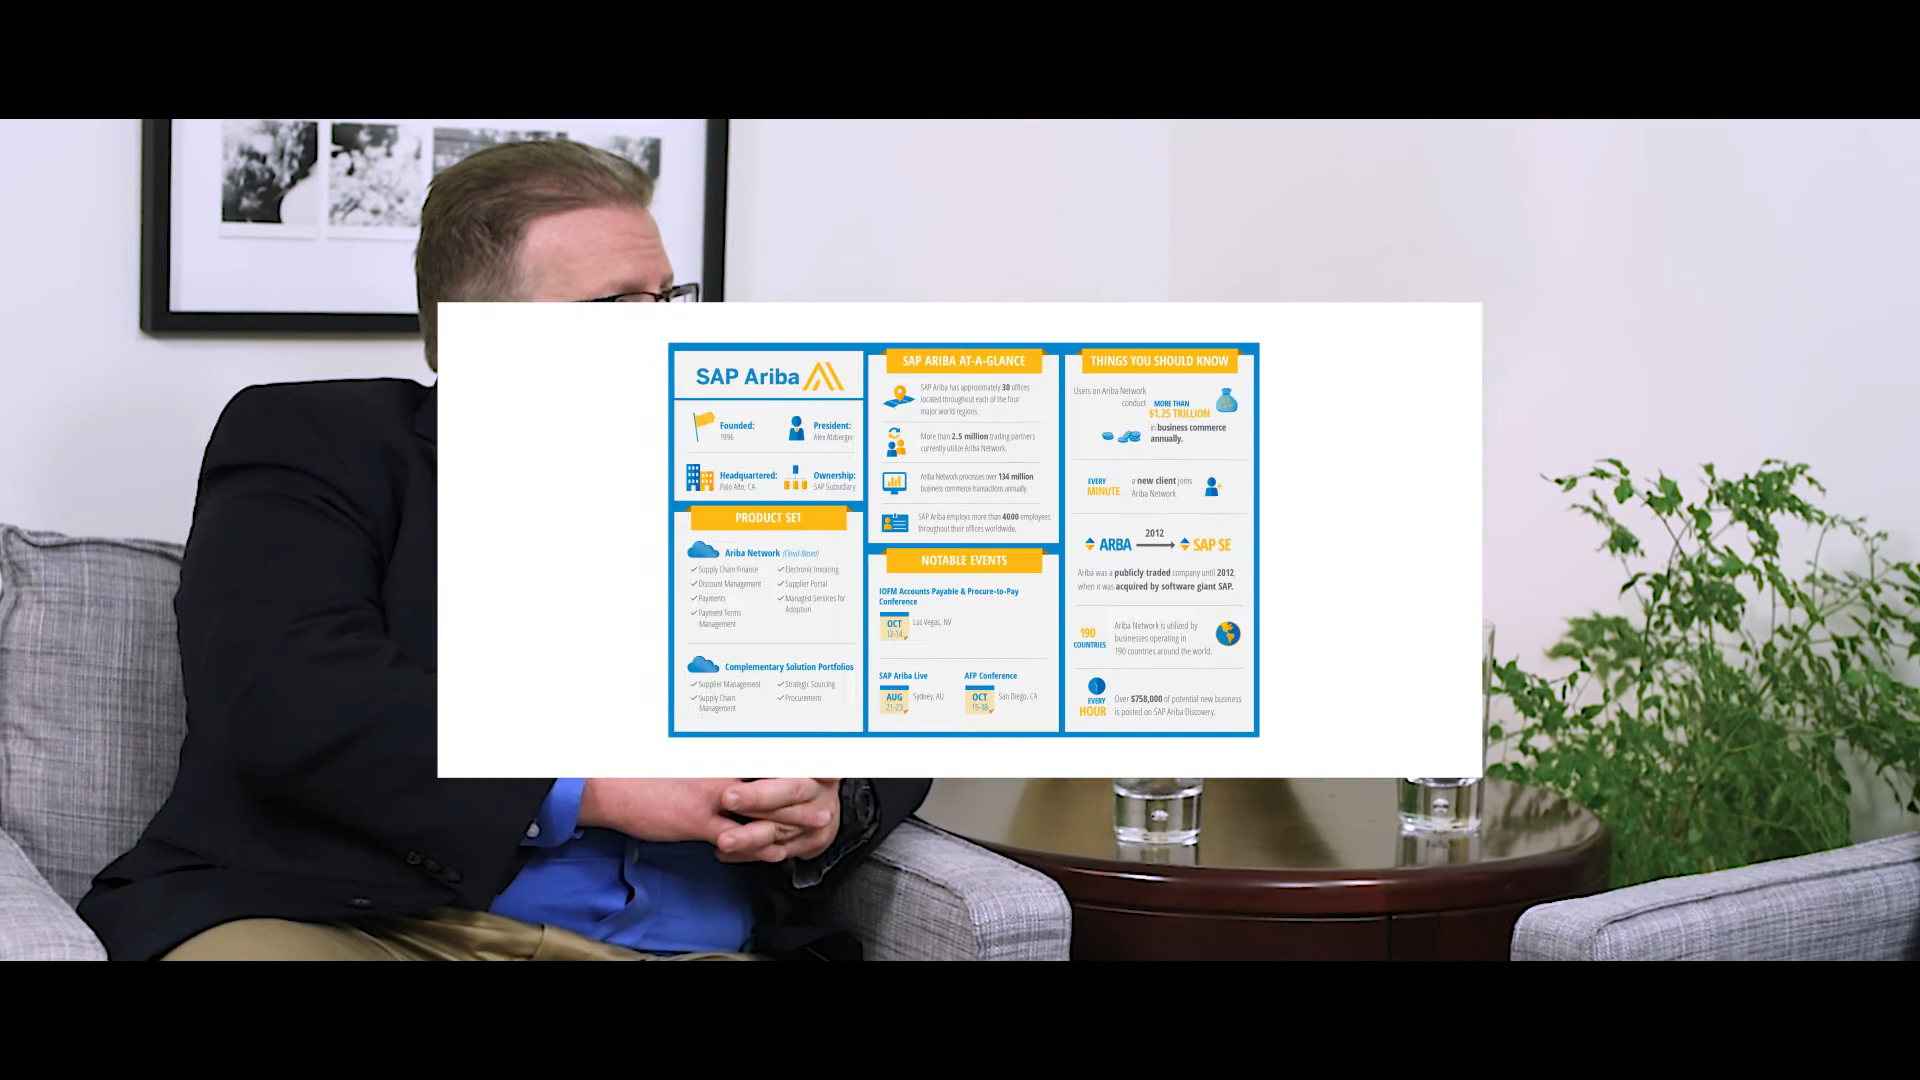 SAP Ariba
Founded:
1996
President:
Alex Atzberger
Headquartered:
Palo Alto, CA
Ownership:
SAP Subsidiary
PRODUCT SET
Ariba Network (Cloud-Based)
✓ Supply Chain Finance
✓ Discount Management
✓ Payments
✓ Payment Terms
Management
✓ Electronic Invoicing
✓ Supplier Portal
✓ Managed Services for
Adoption
Complementary Solution Portfolios
✓ Supplier Management
✓ Supply Chain
Management
✓ Strategic Sourcing
✓ Procurement
SAP ARIBA AT-A-GLANCE
SAP Ariba has approximately 30 offices
located throughout each of the four
major world regions.
More than 2.5 million trading partners
currently utilize Ariba Network.
Ariba Network processes over 134 million
business commerce transactions annually.
SAP Ariba employs more than 4000 employees
throughout their offices worldwide.
NOTABLE EVENTS
IOFM Accounts Payable & Procure-to-Pay
Conference
OCT
12-14
Las Vegas, NV
SAP Ariba Live
AUG
21-23
Sydney, AU
AFP Conference
OCT
15-18
San Diego, CA
THINGS YOU SHOULD KNOW
Users on Ariba Network
conduct
MORE THAN
$1.25 TRILLION
in business commerce
annually.
EVERY
MINUTE
a new client joins
Ariba Network.
2012
ARBA
SAP SE
Ariba was a publicly traded company until 2012,
when it was acquired by software giant SAP.
190
COUNTRIES
Ariba Network is utilized by
businesses operating in
190 countries around the world.
EVERY
HOUR
Over $758,000 of potential new business
is posted on SAP Ariba Discovery.